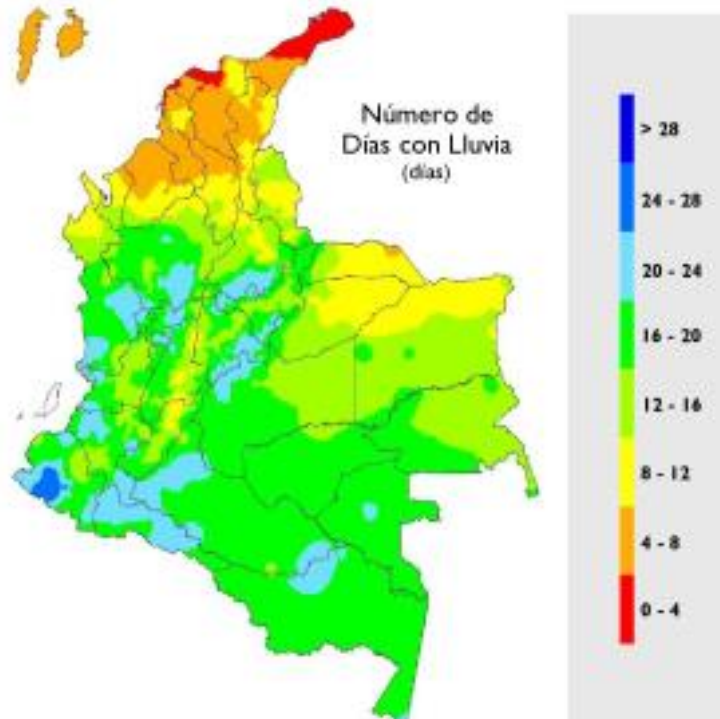 Número de
Días con Lluvia
(días)
> 28
24 - 28
20 - 24
16 - 20
12 - 16
8 - 12
4 - 8
0 - 4